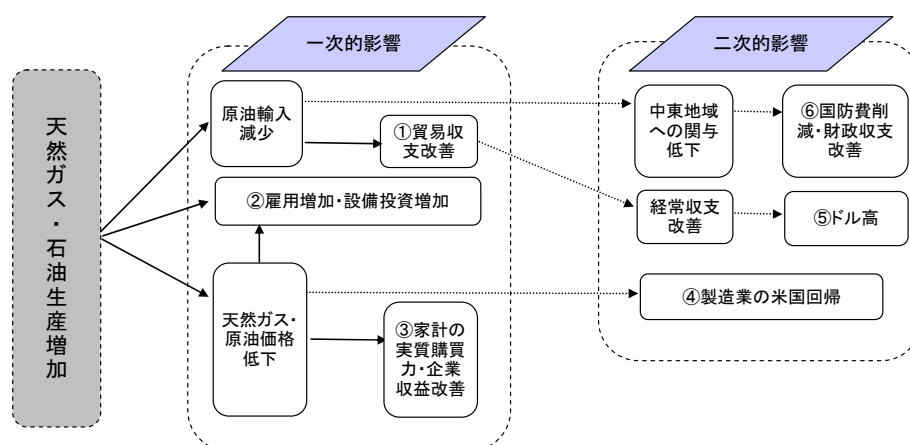 一次的影響
二次的影響
天然ガス・石油生産増加
原油輸入
減少
①貿易収
支改善
②雇用増加・設備投資増加
天然ガス・
原油価格
低下
③家計の
実質購買
力・企業
収益改善
中東地域
への関与
低下
⑥国防費削
減・財政収支
改善
経常収支
改善
⑤ドル高
④製造業の米国回帰